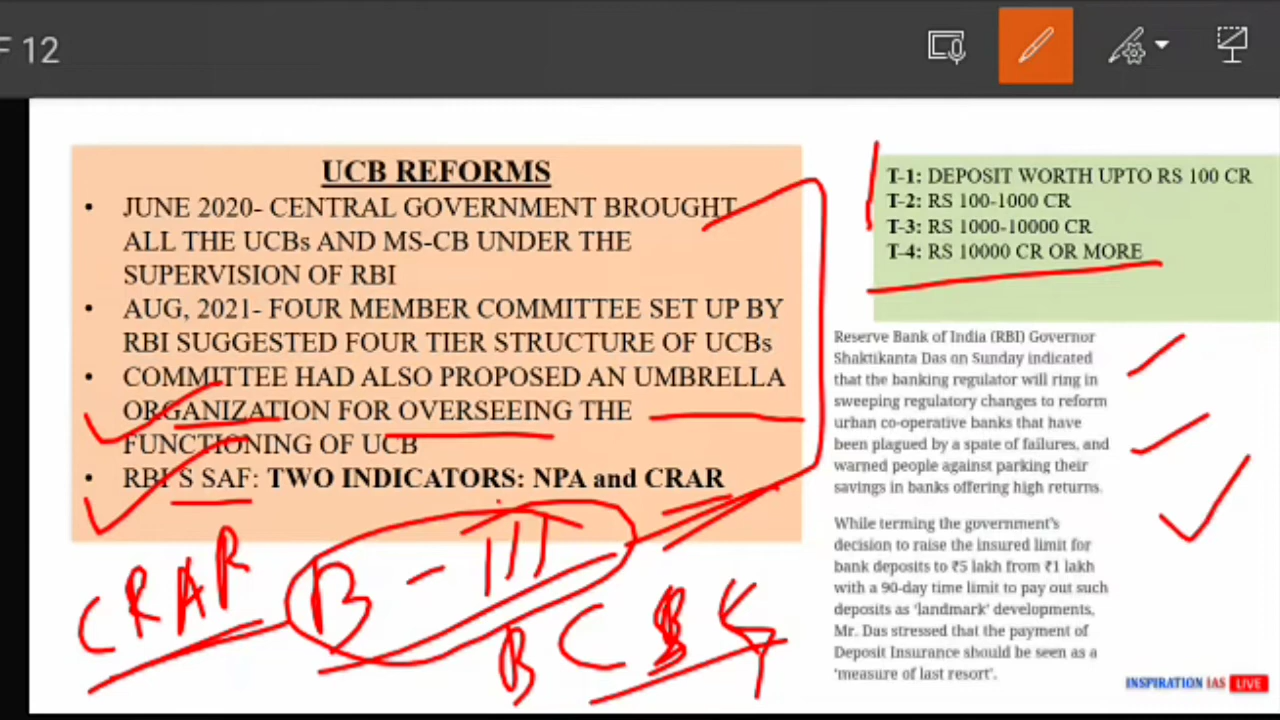 F 12
UCB REFORMS
• JUNE 2020- CENTRAL GOVERNMENT BROUGHT
ALL THE UCBs AND MS-CB UNDER THE
SUPERVISION OF RBI
• AUG, 2021- FOUR MEMBER COMMITTEE SET UP BY
RBI SUGGESTED FOUR TIER STRUCTURE OF UCBs
• COMMITTEE HAD ALSO PROPOSED AN UMBRELLA
ORGANIZATION FOR OVERSEEING THE
FUNCTIONING OF UCB
• RBI'S SAF: TWO INDICATORS: NPA and CRAR
CRAR
B - III
T-1: DEPOSIT WORTH UPTO RS 100 CR
T-2: RS 100-1000 CR
T-3: RS 1000-10000 CR
T-4: RS 10000 CR OR MORE
Reserve Bank of India (RBI) Governor
Shaktikanta Das on Sunday indicated
that the banking regulator will ring in
sweeping regulatory changes to reform
urban co-operative banks that have
been plagued by a spate of failures, and
warned people against parking their
savings in banks offering high returns.
While terming the government's
decision to raise the insured limit for
bank deposits to ₹5 lakh from ₹1 lakh
with a 90-day time limit to pay out such
deposits as 'landmark' developments,
Mr. Das stressed that the payment of
Deposit Insurance should be seen as a
'measure of last resort'.
INSPIRATION IAS LIVE